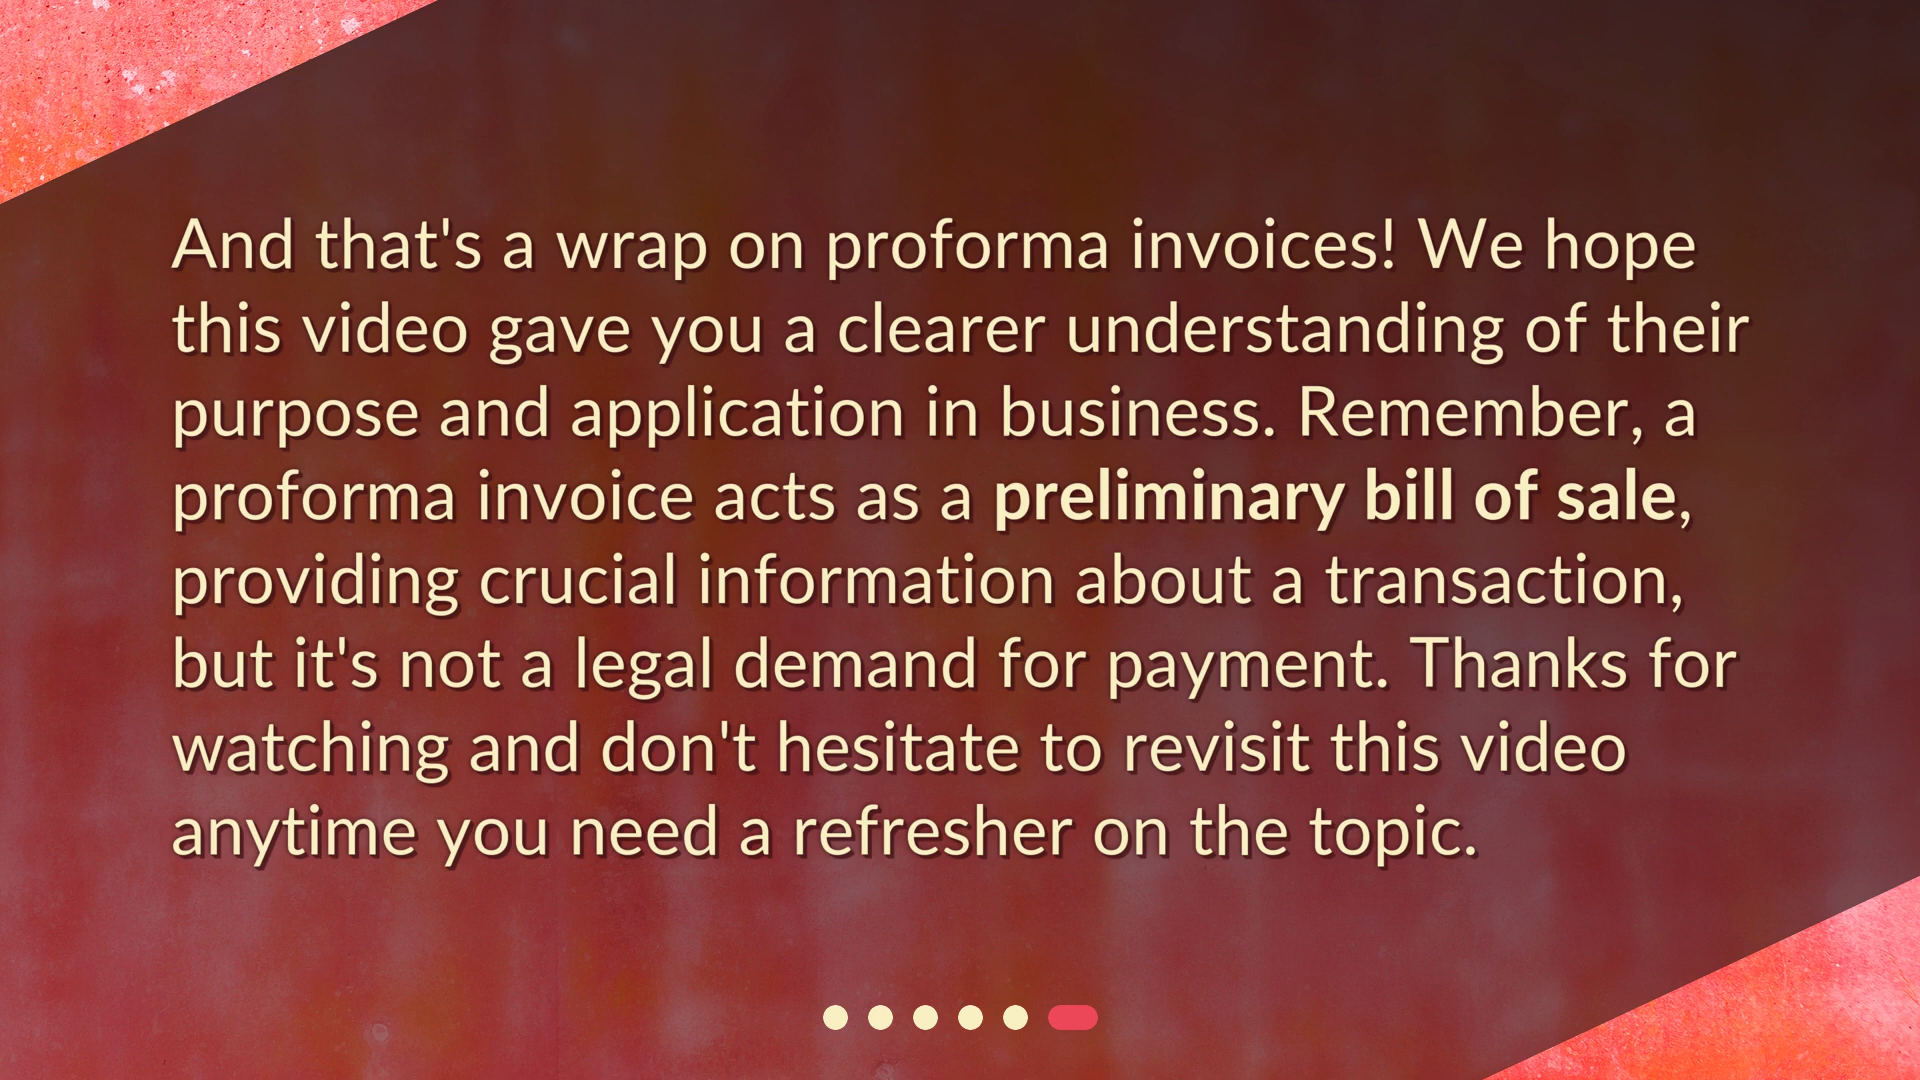 And that's a wrap on proforma invoices! We hope
this video gave you a clearer understanding of their
purpose and application in business. Remember, a
proforma invoice acts as a preliminary bill of sale,
providing crucial information about a transaction,
but it's not a legal demand for payment. Thanks for
watching and don't hesitate to revisit this video
anytime you need a refresher on the topic.